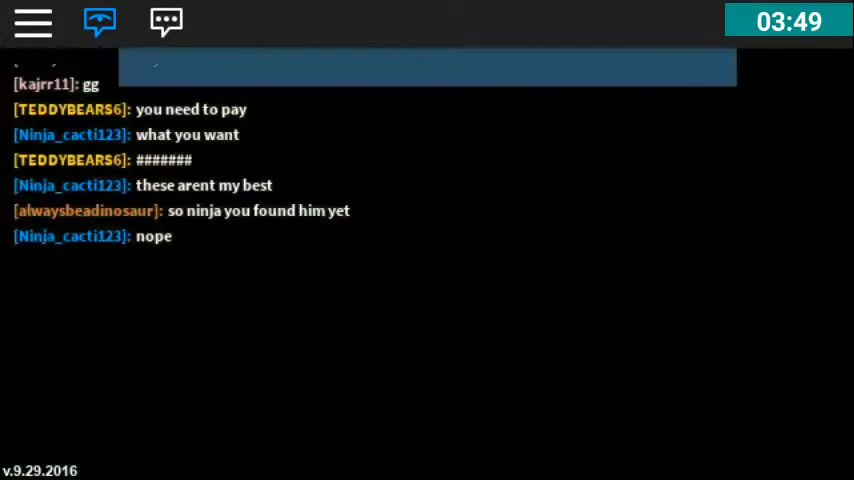 03:49
[kajrr11]: gg
[TEDDYBEARS6]: you need to pay
[Ninja_cacti123]: what you want
[TEDDYBEARS6]: #######
[Ninja_cacti123]: these arent my best
[alwaysbeadinosaur]: so ninja you found him yet
[Ninja_cacti123]: nope
v.9.29.2016